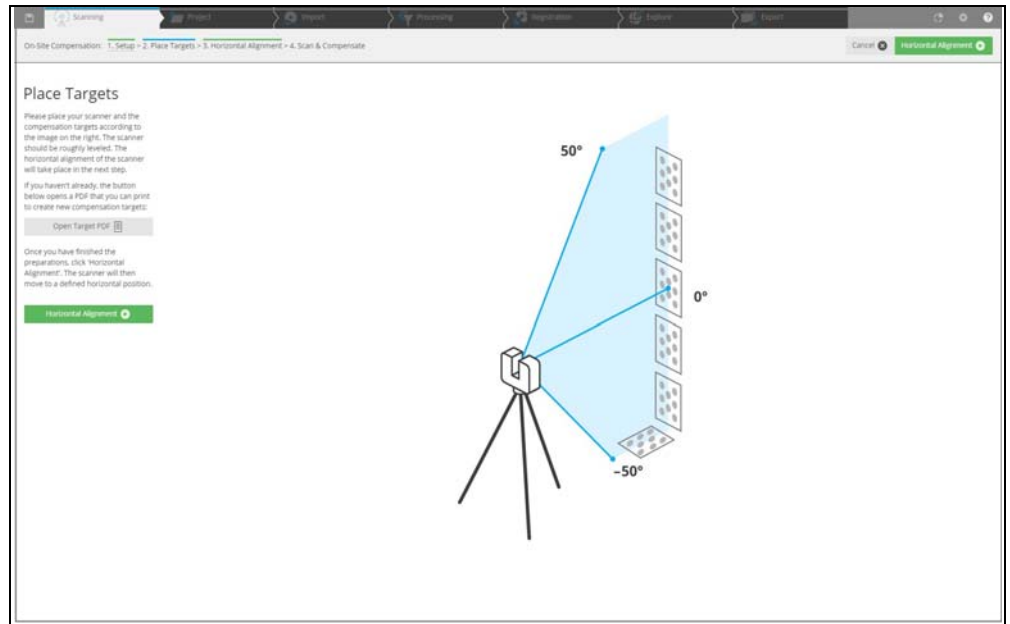 Scanning Project Import Processing Registration Explore Export
On-Site Compensation: 1. Setup > 2. Place Targets > 3. Horizontal Alignment > 4. Scan & Compensate
Cancel Horizontal Alignment
Place Targets
Please place your scanner and the
compensation targets according to
the image on the right. The scanner
should be roughly leveled. The
horizontal alignment of the scanner
will take place in the next step.
If you haven't already, the button
below opens a PDF that you can print
to create new compensation targets:
Open Target PDF
Once you have finished the
preparations, click 'Horizontal
Alignment'. The scanner will then
move to a defined horizontal position.
Horizontal Alignment
50°
0°
-50°